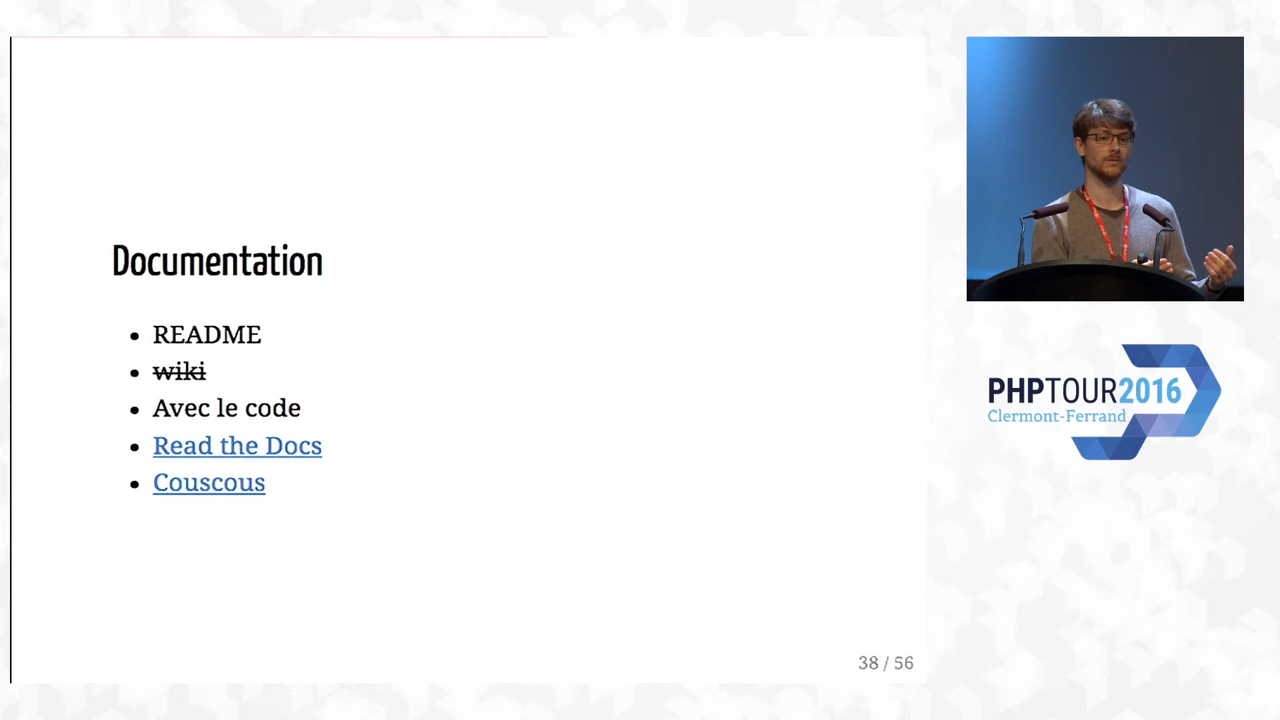 Documentation
README
wiki
Avec le code
Read the Docs
Couscous
38 / 56
PHPTOUR2016
Clermont-Ferrand